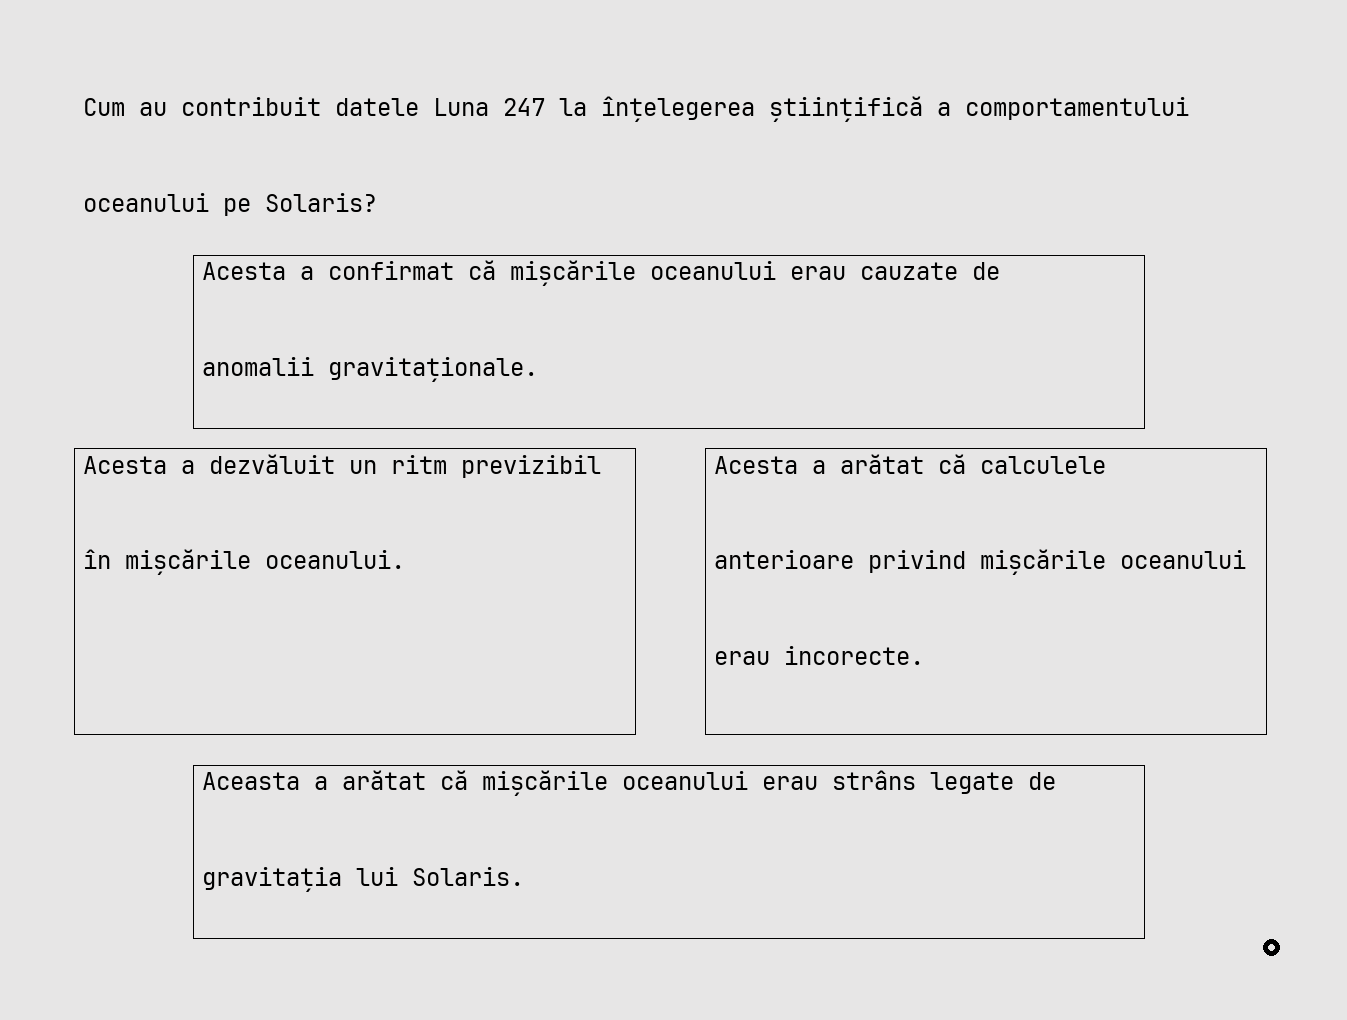 Cum au contribuit datele Luna 247 la înțelegerea științifică a comportamentului
oceanului pe Solaris?
Acesta a confirmat că mișcările oceanului erau cauzate de
anomalii gravitaționale.
Acesta a dezvăluit un ritm previzibil
în mișcările oceanului.
Acesta a arătat că calculele
anterioare privind mișcările oceanului
erau incorecte.
Aceasta a arătat că mișcările oceanului erau strâns legate de
gravitația lui Solaris.